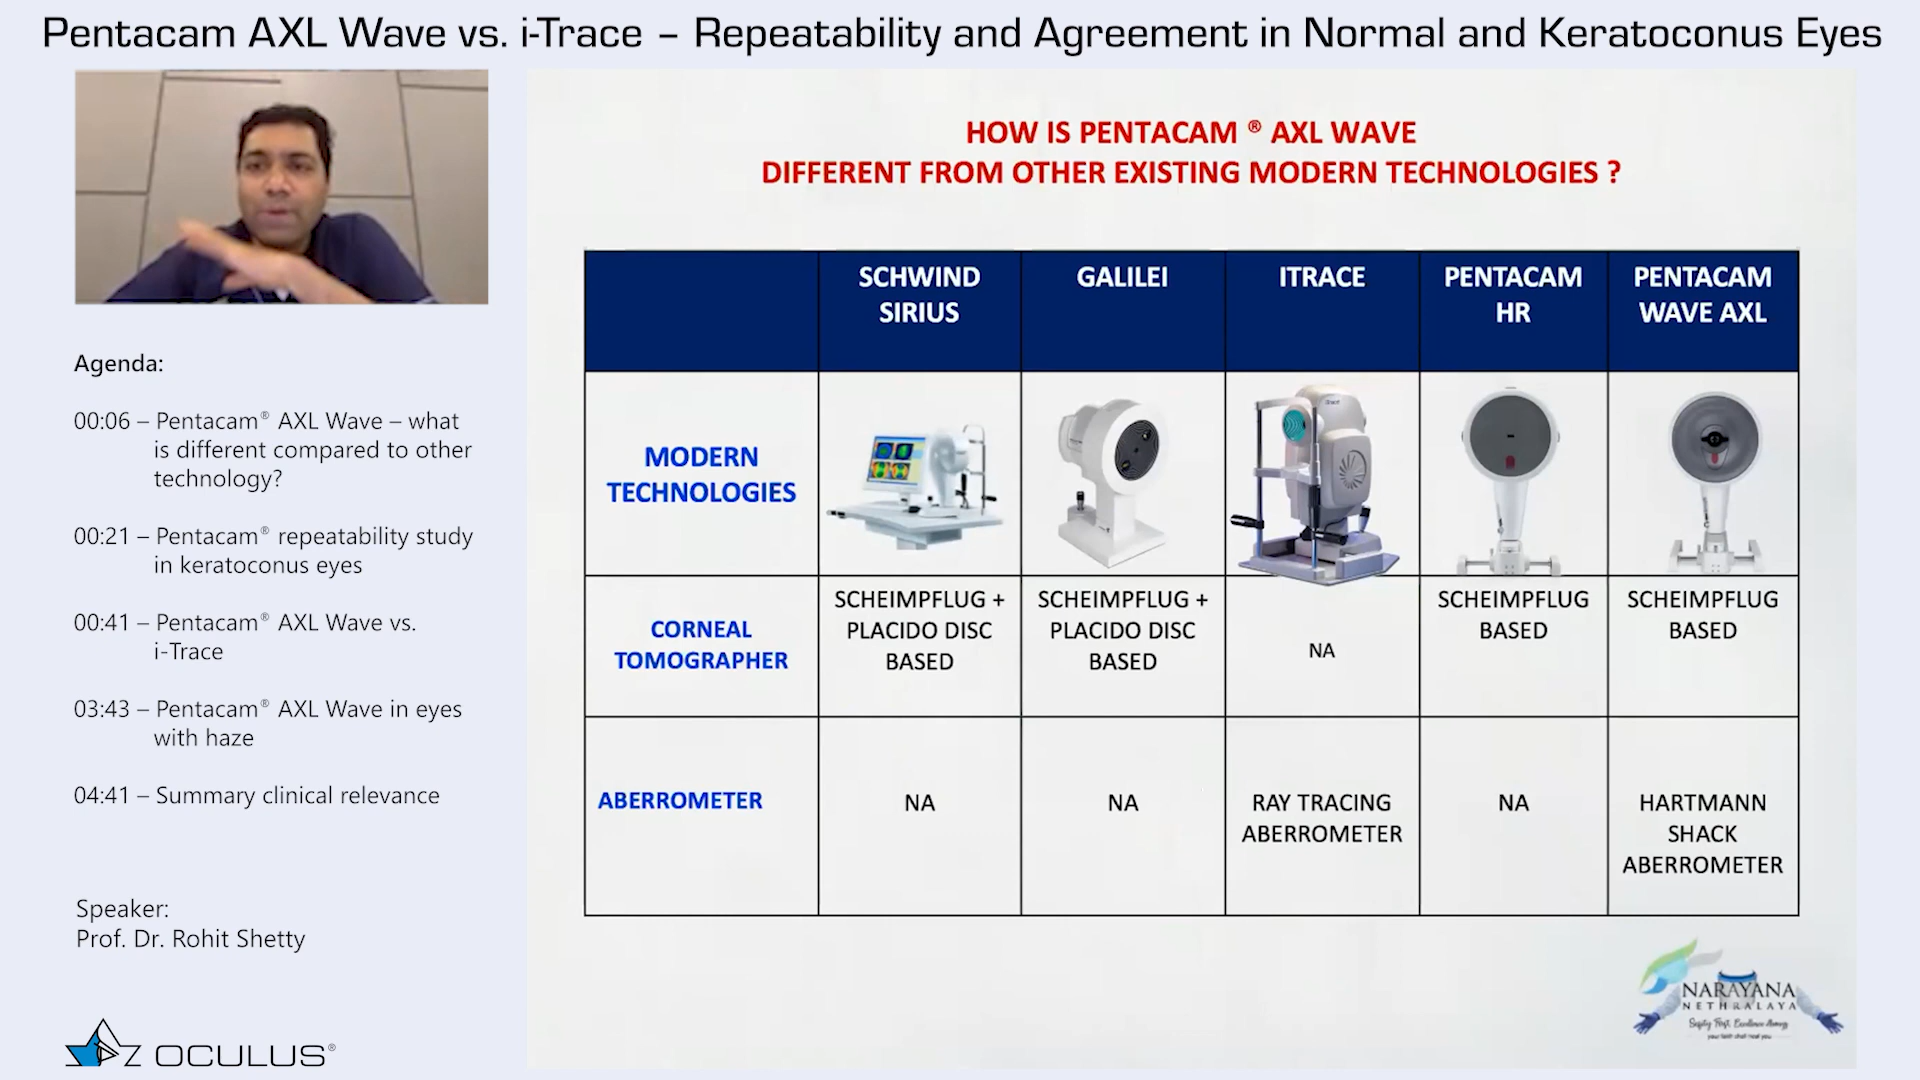 Pentacam AXL Wave vs. i-Trace – Repeatability and Agreement in Normal and Keratoconus Eyes
Agenda:
00:06 – Pentacam® AXL Wave – what
is different compared to other
technology?
00:21 – Pentacam® repeatability study
in keratoconus eyes
00:41 – Pentacam® AXL Wave vs.
i-Trace
03:43 – Pentacam® AXL Wave in eyes
with haze
04:41 – Summary clinical relevance
Speaker:
Prof. Dr. Rohit Shetty
OCULUS®
HOW IS PENTACAM ® AXL WAVE
DIFFERENT FROM OTHER EXISTING MODERN TECHNOLOGIES ?
SCHWIND
SIRIUS
GALILEI
ITRACE
PENTACAM
HR
PENTACAM
WAVE AXL
MODERN
TECHNOLOGIES
CORNEAL
TOMOGRAPHER
SCHEIMPFLUG +
PLACIDO DISC
BASED
SCHEIMPFLUG +
PLACIDO DISC
BASED
NA
SCHEIMPFLUG
BASED
SCHEIMPFLUG
BASED
ABERROMETER
NA
NA
RAY TRACING
ABERROMETER
NA
HARTMANN
SHACK
ABERROMETER
NARAYANA
NETHRALAYA